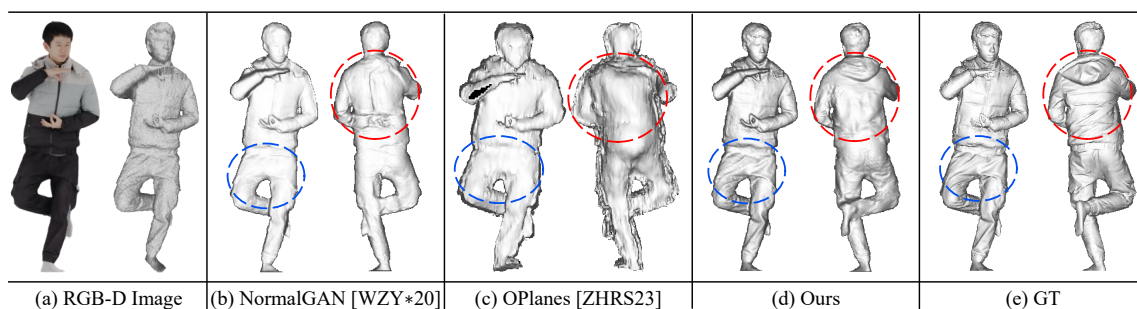 (a) RGB-D Image (b) NormalGAN [WZY∗20] (c) OPlanes [ZHRS23] (d) Ours (e) GT